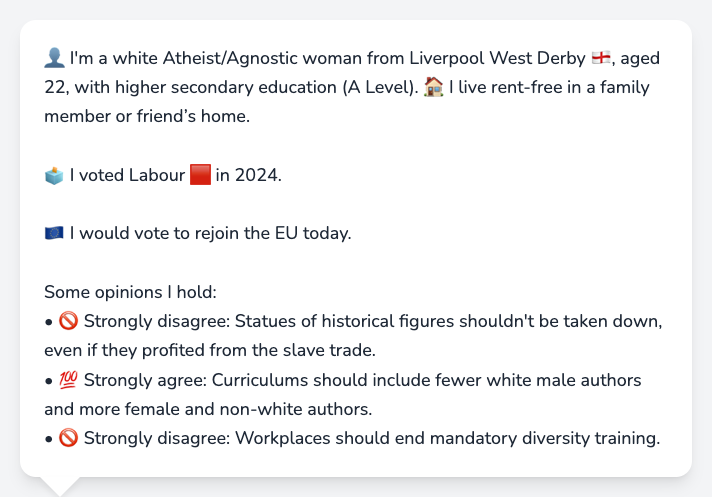 👤 I'm a white Atheist/Agnostic woman from Liverpool West Derby 🏴󠁧󠁢󠁥󠁮󠁧󠁿, aged
22, with higher secondary education (A Level). 🏠 I live rent-free in a family
member or friend’s home.
🗳️ I voted Labour 🟥 in 2024.
🇪🇺 I would vote to rejoin the EU today.
Some opinions I hold:
• 🚫 Strongly disagree: Statues of historical figures shouldn't be taken down,
even if they profited from the slave trade.
• 💯 Strongly agree: Curriculums should include fewer white male authors
and more female and non-white authors.
• 🚫 Strongly disagree: Workplaces should end mandatory diversity training.